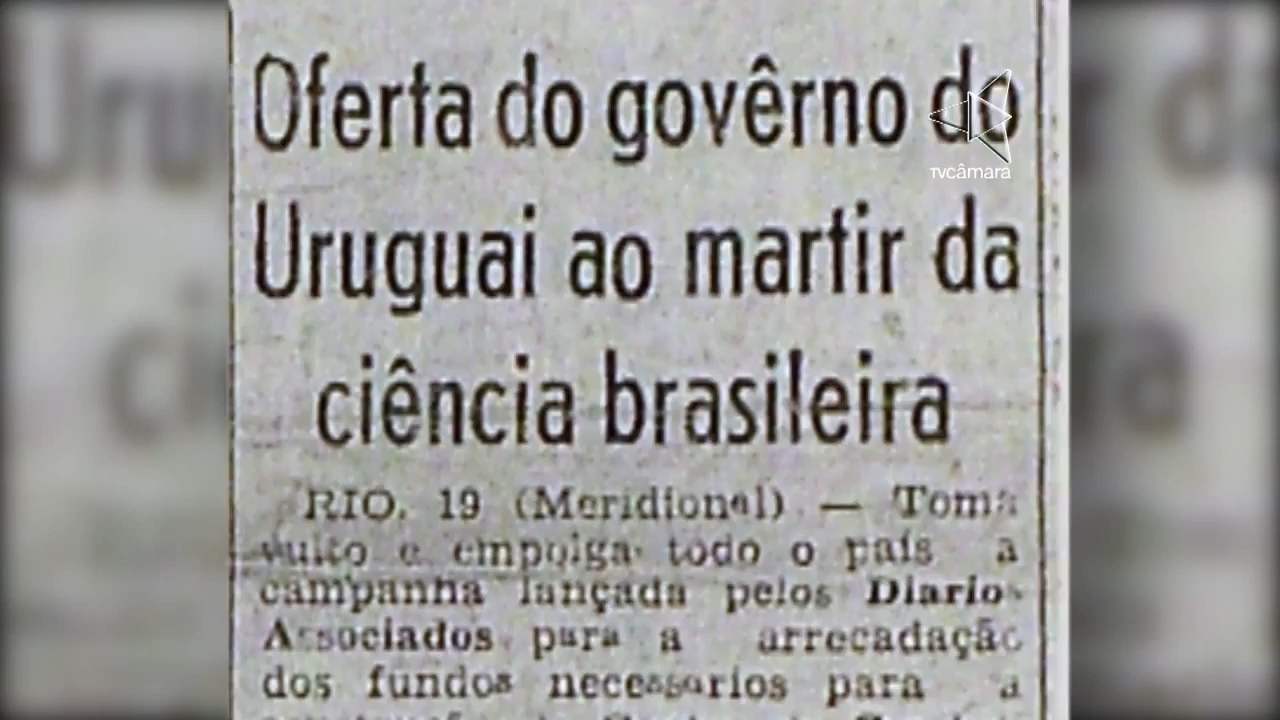 Oferta do govêrno do
Uruguai ao martir da
ciência brasileira
TVCâmara
RIO, 19 (Meridional) — Toma
vulto e empolga todo o país a
campanha lançada pelos Diarios
Associados para a arrecadação
dos fundos necessarios para a